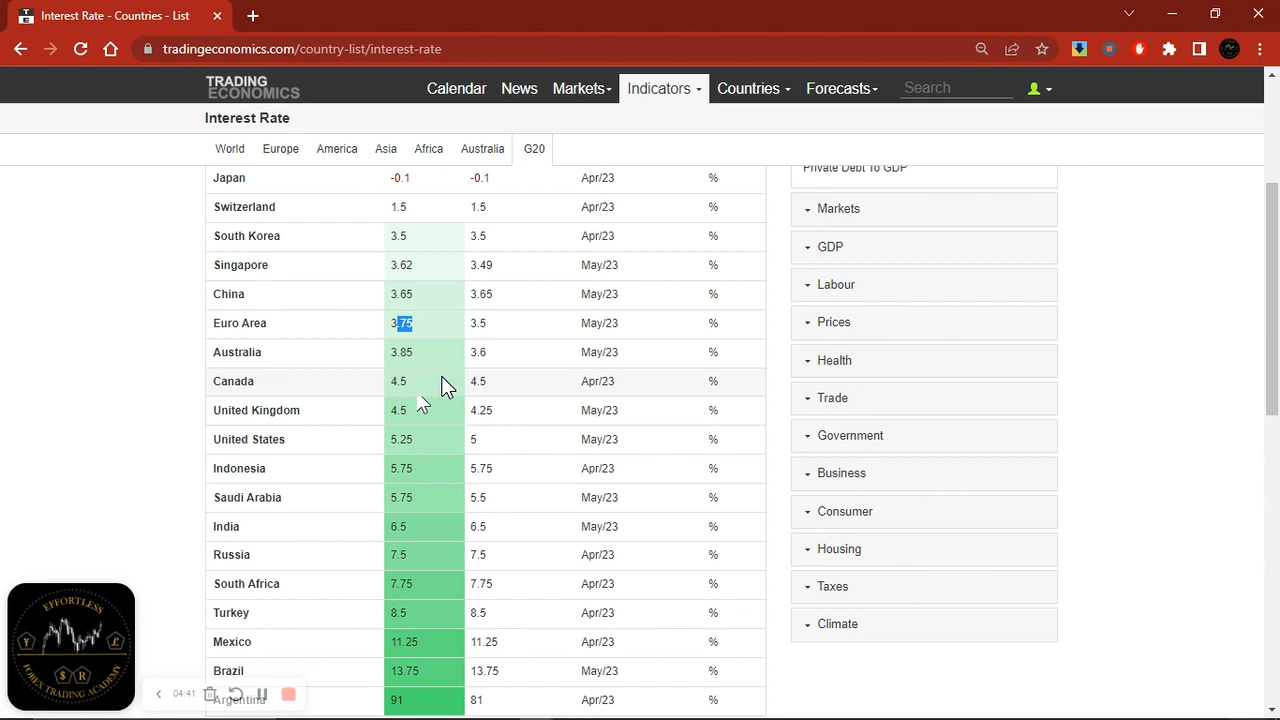 Interest Rate - Countries - List
tradingeconomics.com/country-list/interest-rate
TRADING
ECONOMICS
Calendar News Markets Indicators Countries Forecasts Search
Interest Rate
World Europe America Asia Africa Australia G20
Japan -0.1 -0.1 Apr/23 %
Switzerland 1.5 1.5 Apr/23 %
South Korea 3.5 3.5 Apr/23 %
Singapore 3.62 3.49 May/23 %
China 3.65 3.65 Apr/23 %
Euro Area 3.75 3.5 May/23 %
Australia 3.85 3.6 May/23 %
Canada 4.5 4.5 Apr/23 %
United Kingdom 4.5 4.25 May/23 %
United States 5.25 5 May/23 %
Indonesia 5.75 5.75 Apr/23 %
Saudi Arabia 5.75 5.5 May/23 %
India 6.5 6.5 May/23 %
Russia 7.5 7.5 Apr/23 %
South Africa 7.75 7.75 Apr/23 %
Turkey 8.5 8.5 Apr/23 %
Mexico 11.25 11.25 Apr/23 %
Brazil 13.75 13.75 May/23 %
Argentina 91 81 Apr/23 %
Private Debt To GDP
Markets
GDP
Labour
Prices
Health
Trade
Government
Business
Consumer
Housing
Taxes
Climate
EFFORTLESS
¥ £
$ R
FOREX TRADING ACADEMY
04:41